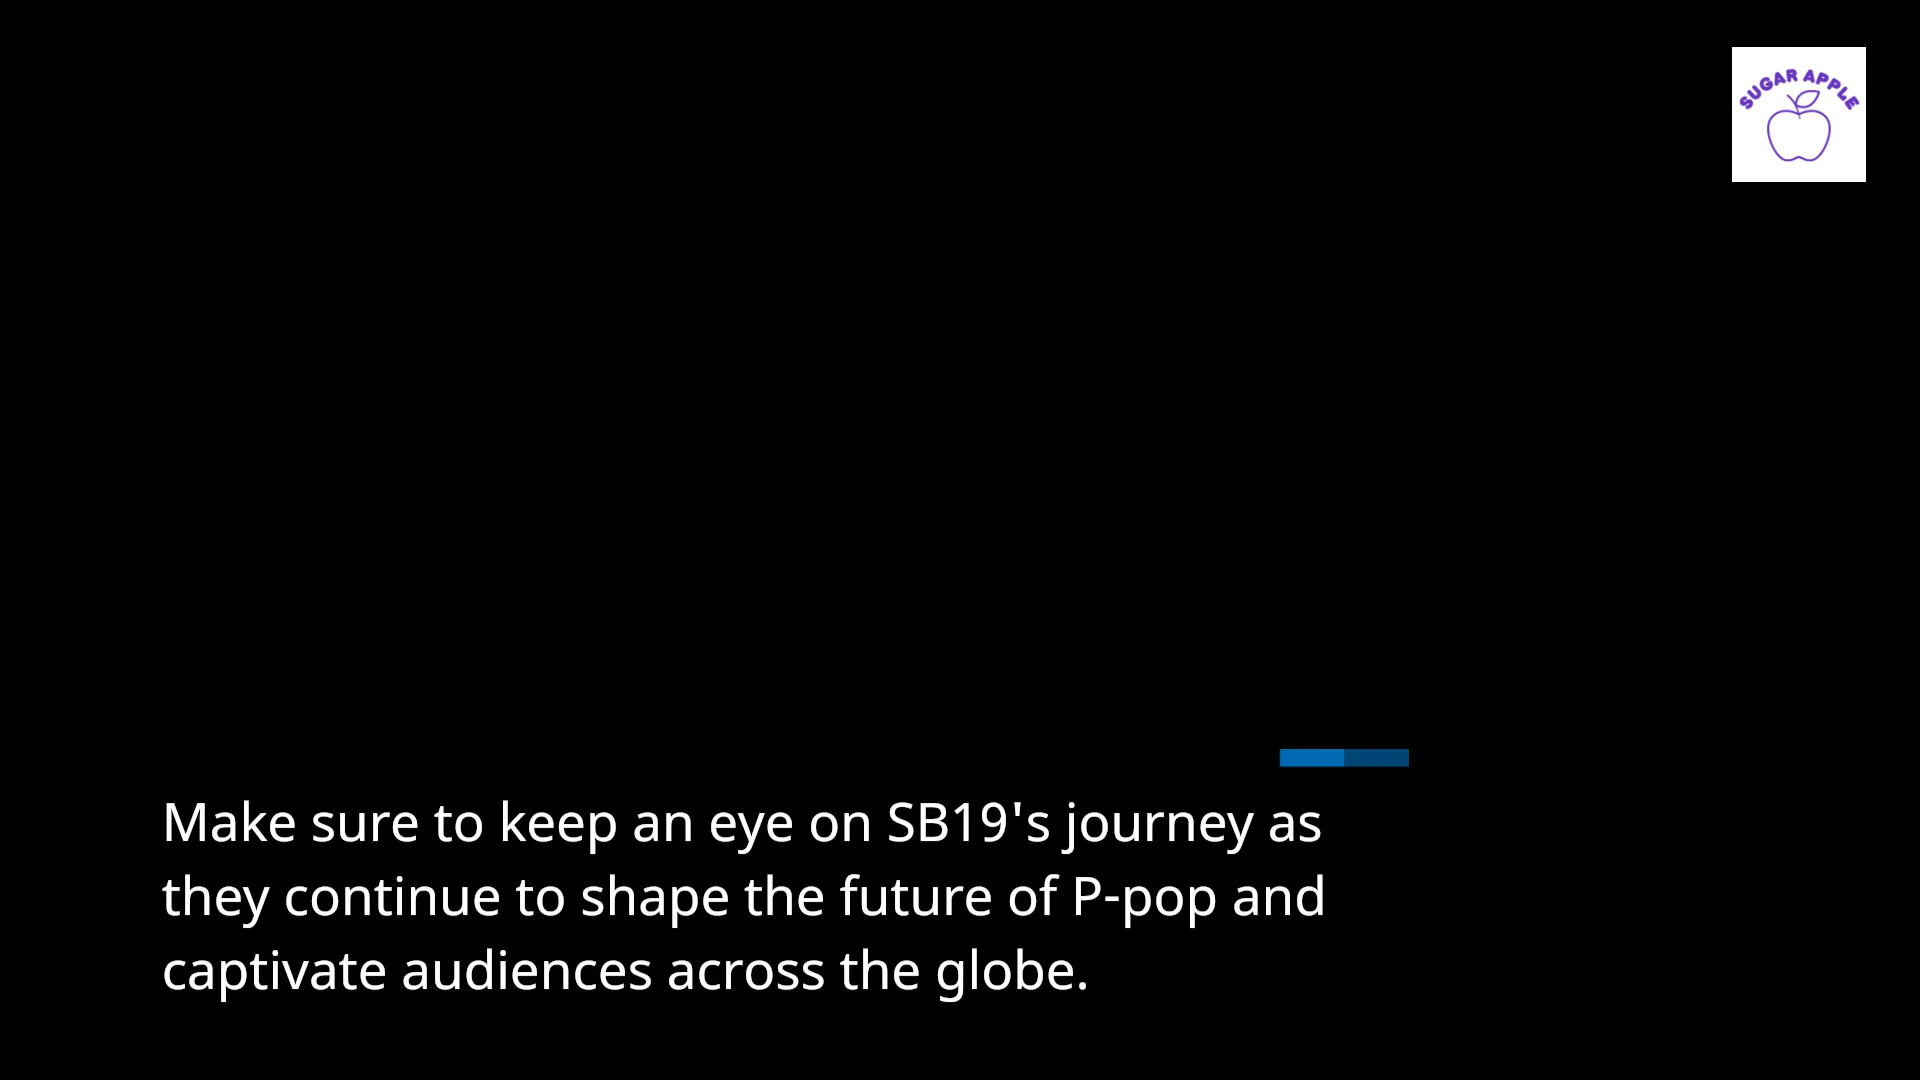 SUGAR APPLE
Make sure to keep an eye on SB19's journey as
they continue to shape the future of P-pop and
captivate audiences across the globe.